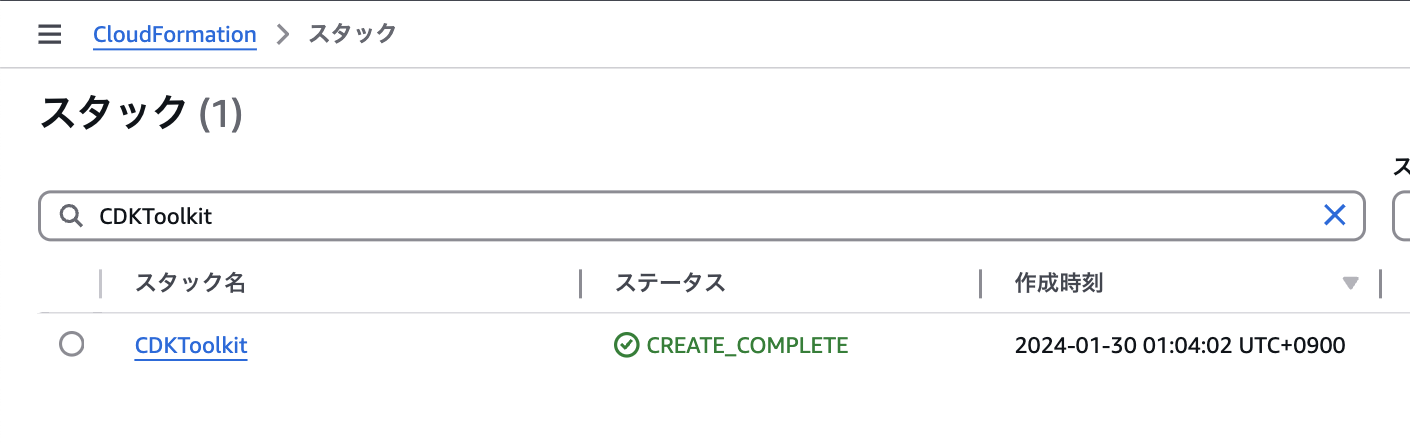 CloudFormation > スタック
スタック (1)
ス
CDKToolkit
スタック名 ステータス 作成時刻
CDKToolkit CREATE_COMPLETE 2024-01-30 01:04:02 UTC+0900